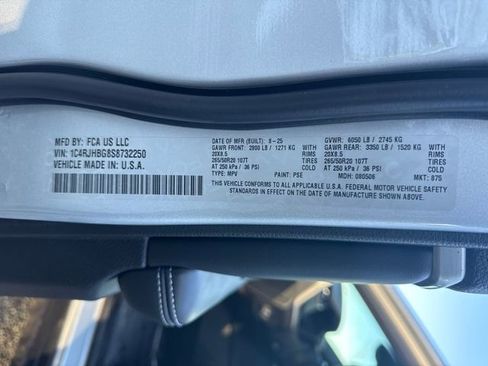 MFD BY: FCA US LLC
VIN: 1C4RJHBG8S8732250
VEHICLE MADE IN: U.S.A.
DATE OF MFR (BUILT): 8-25
GAWR FRONT: 2800 LB / 1271 KG
20X8.5
265/50R20 107T
AT 250 kPa / 36 PSI
TYPE: MPV PAINT: PSE
WITH
RIMS
TIRES
COLD
GVWR: 6050 LB / 2745 KG
GAWR REAR: 3350 LB / 1520 KG
20X8.5
265/50R20 107T
AT 250 kPa / 36 PSI
MDH: 080506
WITH
RIMS
TIRES
COLD
MKT: 875
THIS VEHICLE CONFORMS TO ALL APPLICABLE U.S.A. FEDERAL MOTOR VEHICLE SAFETY
STANDARDS IN EFFECT ON THE DATE OF MANUFACTURE SHOWN ABOVE.